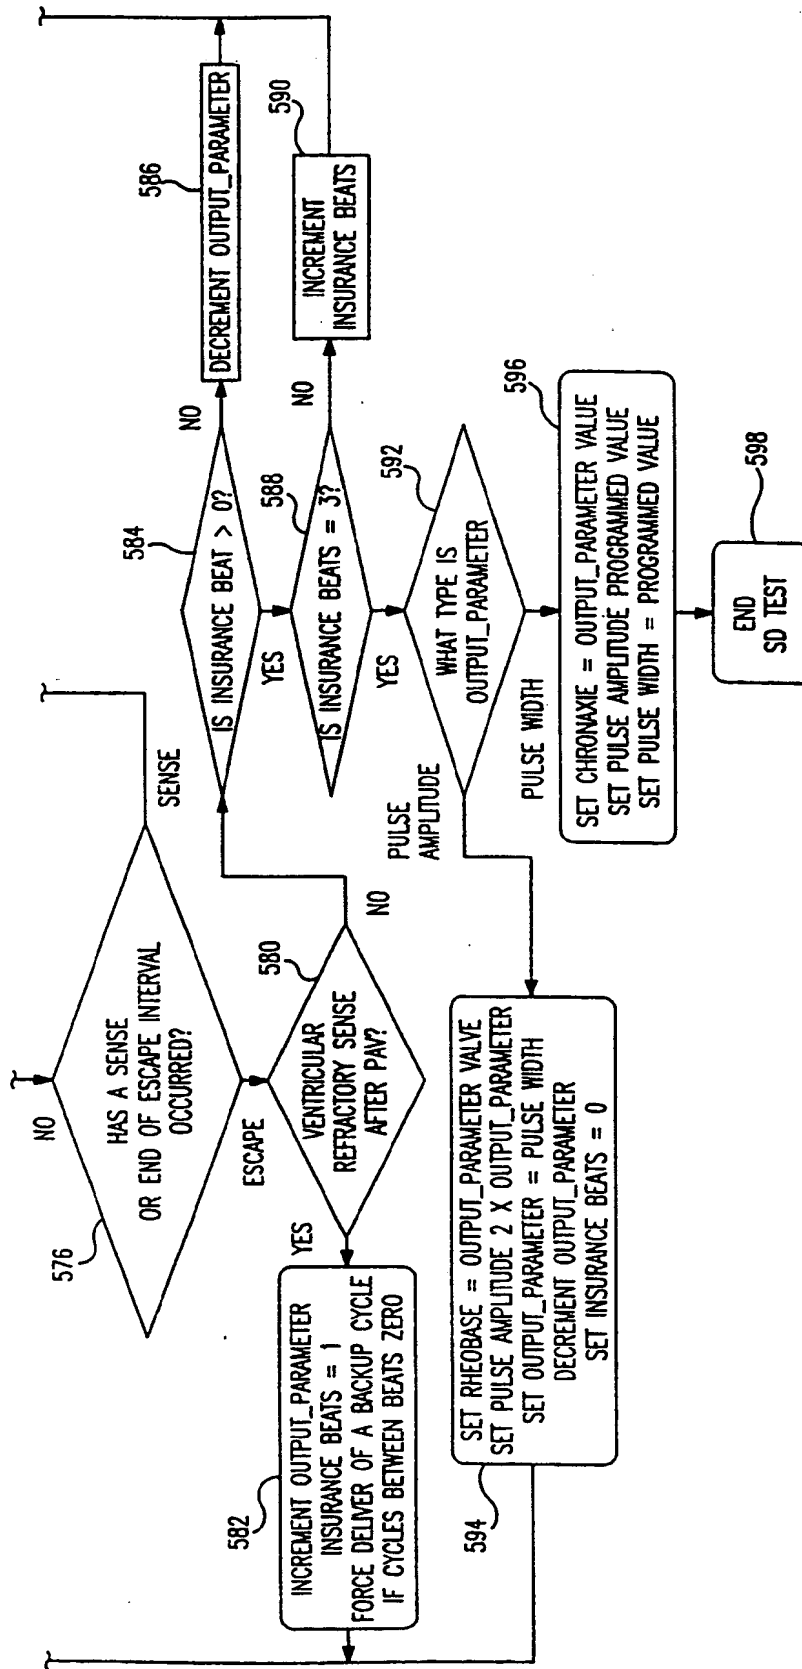 NO
HAS A SENSE
OR END OF ESCAPE INTERVAL
OCCURRED?
576
SENSE
ESCAPE
VENTRICULAR
REFRACTORY SENSE
AFTER PAV?
580
YES
NO
INCREMENT OUTPUT_PARAMETER
INSURANCE BEATS = 1
FORCE DELIVER OF A BACKUP CYCLE
IF CYCLES BETWEEN BEATS ZERO
582
IS INSURANCE BEAT > 0?
584
NO
DECREMENT OUTPUT_PARAMETER
586
YES
IS INSURANCE BEATS = 3?
588
NO
INCREMENT
INSURANCE BEATS
590
YES
WHAT TYPE IS
OUTPUT_PARAMETER
592
PULSE
AMPLITUDE
PULSE WIDTH
SET RHEOBASE = OUTPUT_PARAMETER VALVE
SET PULSE AMPLITUDE 2 X OUTPUT_PARAMETER
SET OUTPUT_PARAMETER = PULSE WIDTH
DECREMENT OUTPUT_PARAMETER
SET INSURANCE BEATS = 0
594
SET CHRONAXIE = OUTPUT_PARAMETER VALUE
SET PULSE AMPLITUDE PROGRAMMED VALUE
SET PULSE WIDTH = PROGRAMMED VALUE
596
END
SD TEST
598